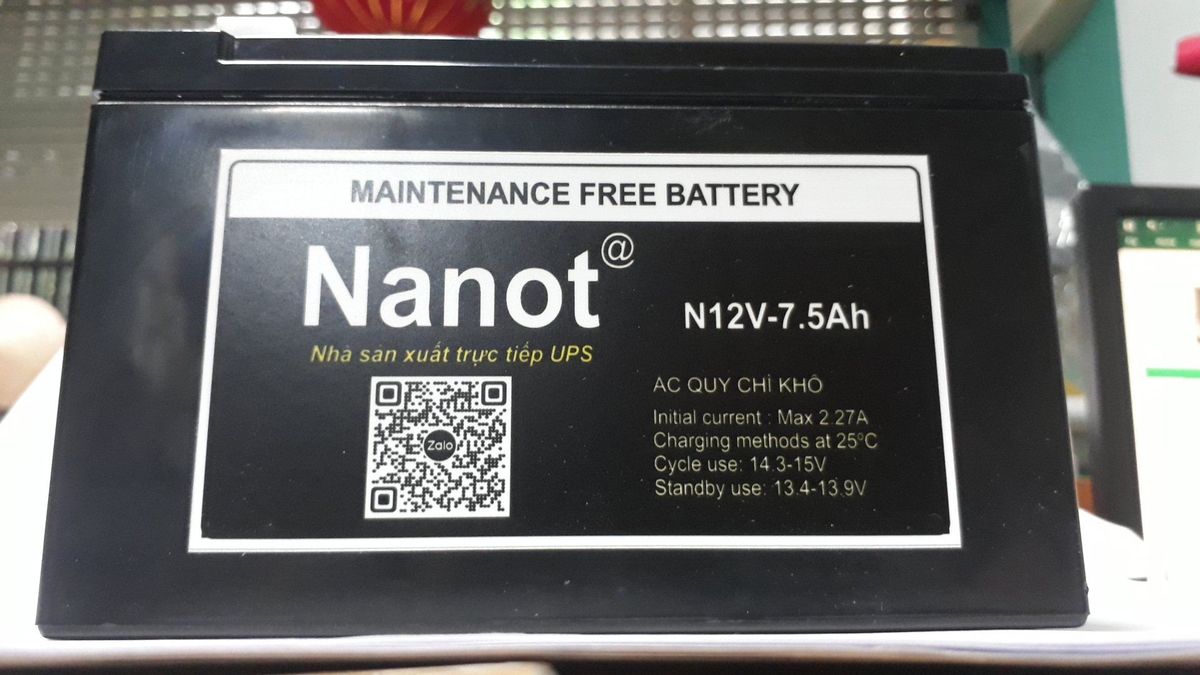 MAINTENANCE FREE BATTERY
Nanot@
N12V-7.5Ah
Nhà sản xuất trực tiếp UPS
Zalo
AC QUY CHÌ KHÔ
Initial current : Max 2.27A
Charging methods at 25°C
Cycle use: 14.3-15V
Standby use: 13.4-13.9V